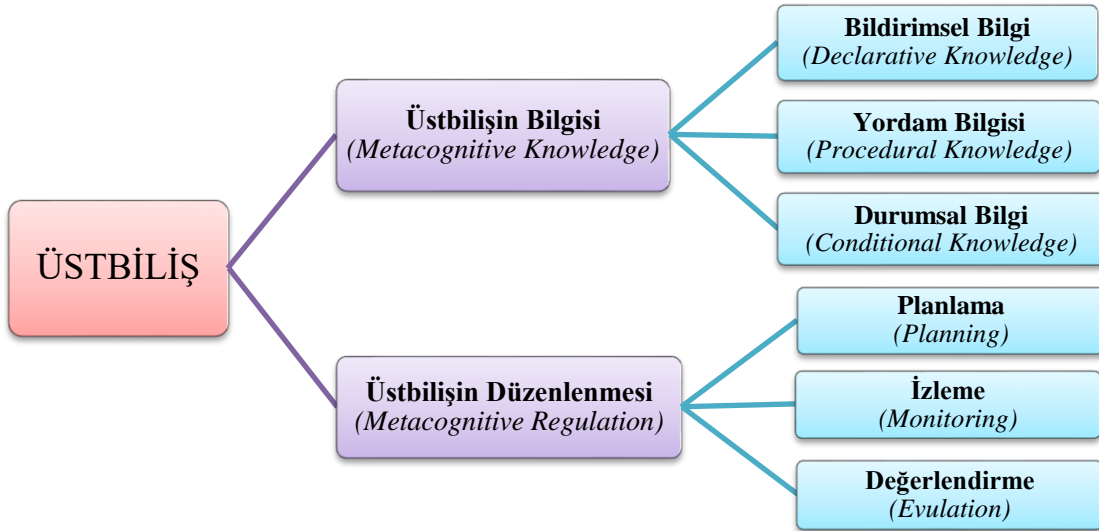 ÜSTBİLİŞ
Üstbilişin Bilgisi
(Metacognitive Knowledge)
Bildirimsel Bilgi
(Declarative Knowledge)
Yordam Bilgisi
(Procedural Knowledge)
Durumsal Bilgi
(Conditional Knowledge)
Üstbilişin Düzenlenmesi
(Metacognitive Regulation)
Planlama
(Planning)
İzleme
(Monitoring)
Değerlendirme
(Evulation)